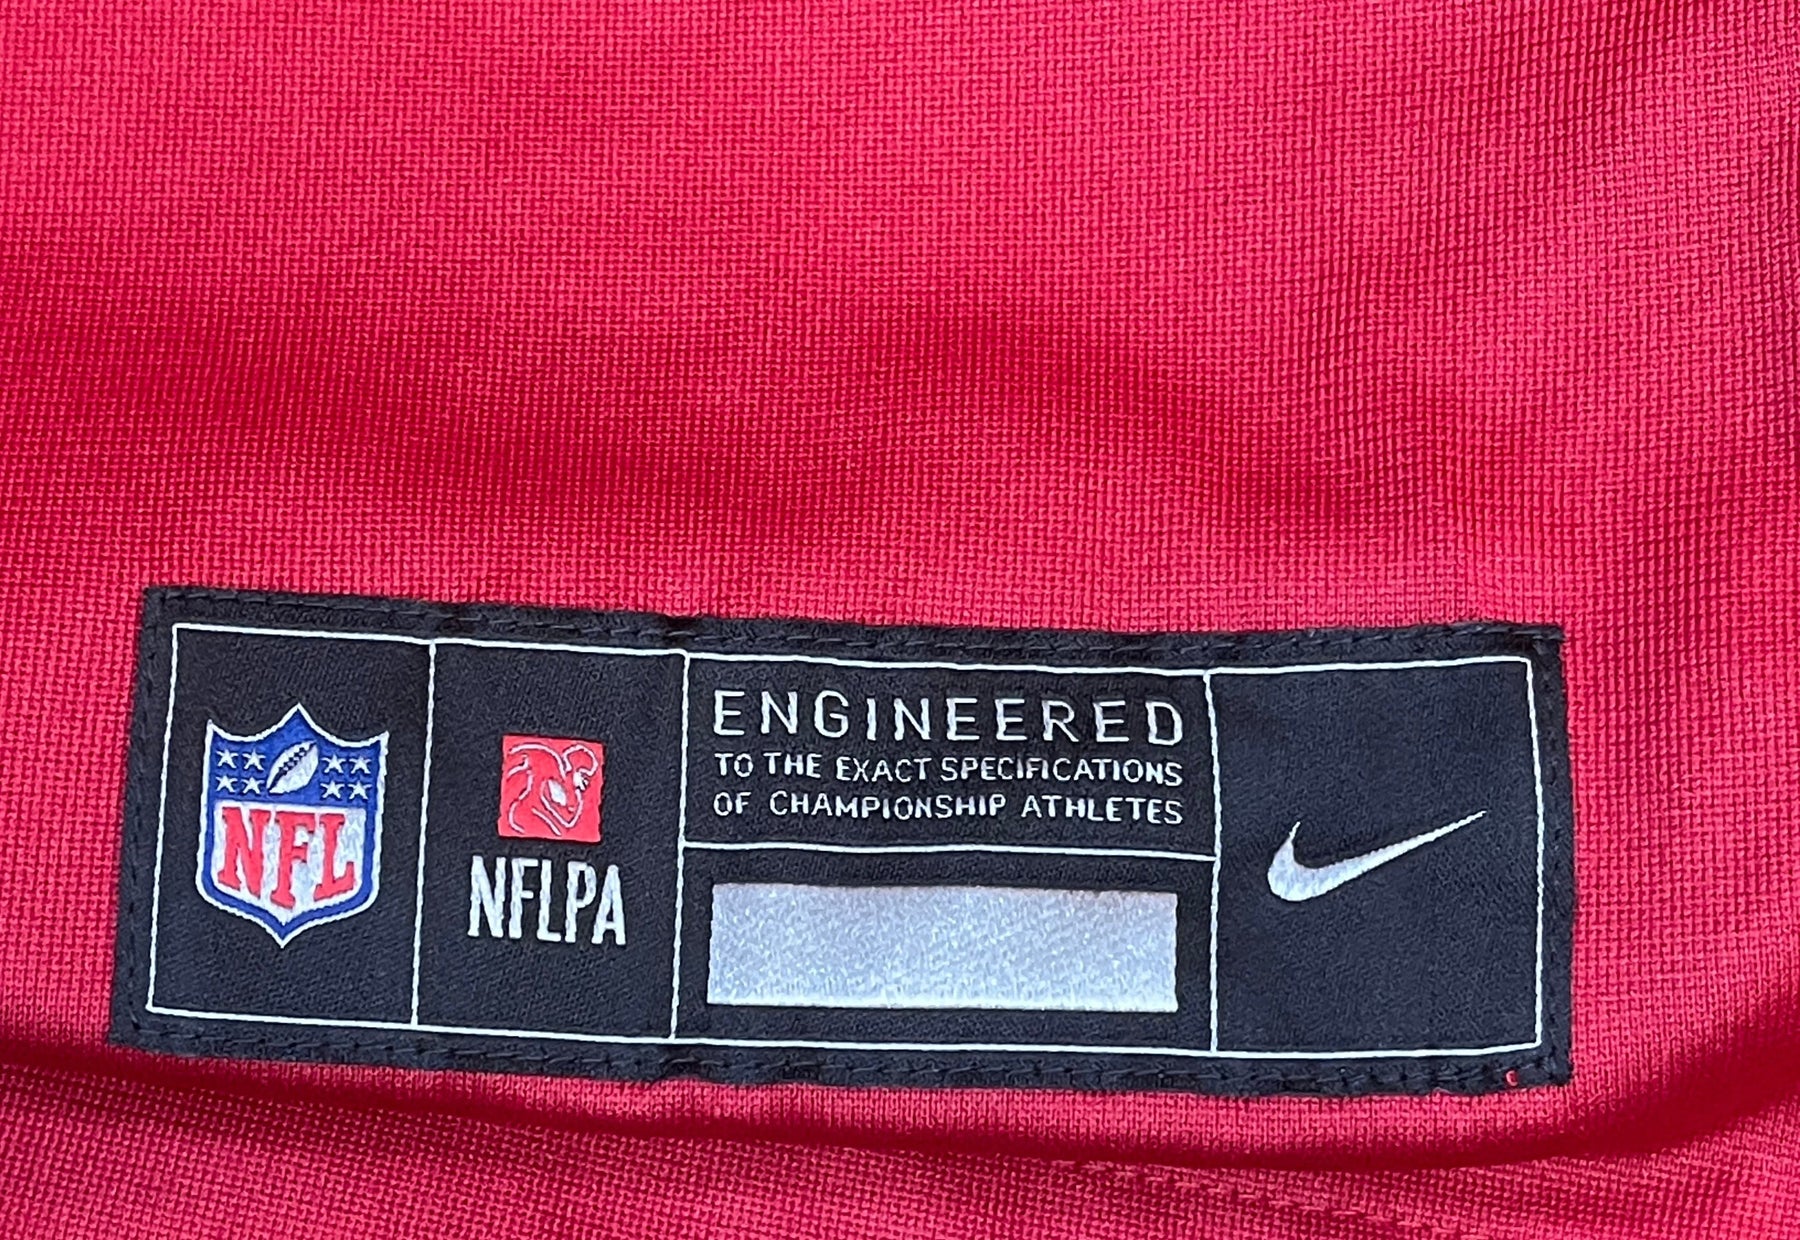 NFL
NFLPA
ENGINEERED
TO THE EXACT SPECIFICATIONS
OF CHAMPIONSHIP ATHLETES